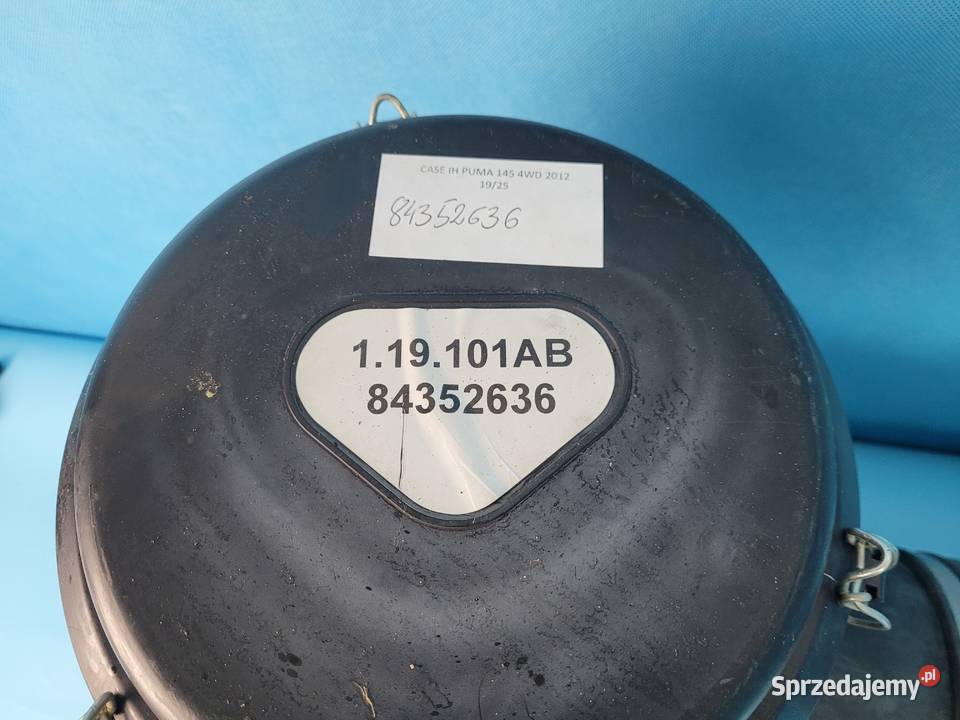 CASE IH PUMA 145 4WD 2012
19/25
84352636
1.19.101AB
84352636
Sprzedajemy.pl